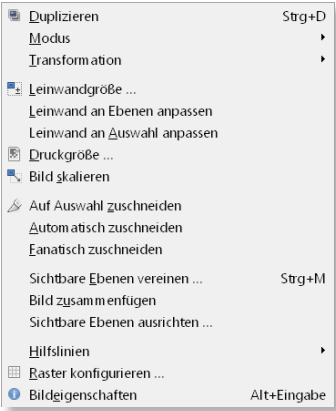 Duplizieren Strg+D
Modus
Transformation
Leinwandgröße ...
Leinwand an Ebenen anpassen
Leinwand an Auswahl anpassen
Druckgröße ...
Bild skalieren
Auf Auswahl zuschneiden
Automatisch zuschneiden
Fanatisch zuschneiden
Sichtbare Ebenen vereinen ... Strg+M
Bild zusammenfügen
Sichtbare Ebenen ausrichten ...
Hilfslinien
Raster konfigurieren ...
Bildeigenschaften Alt+Eingabe